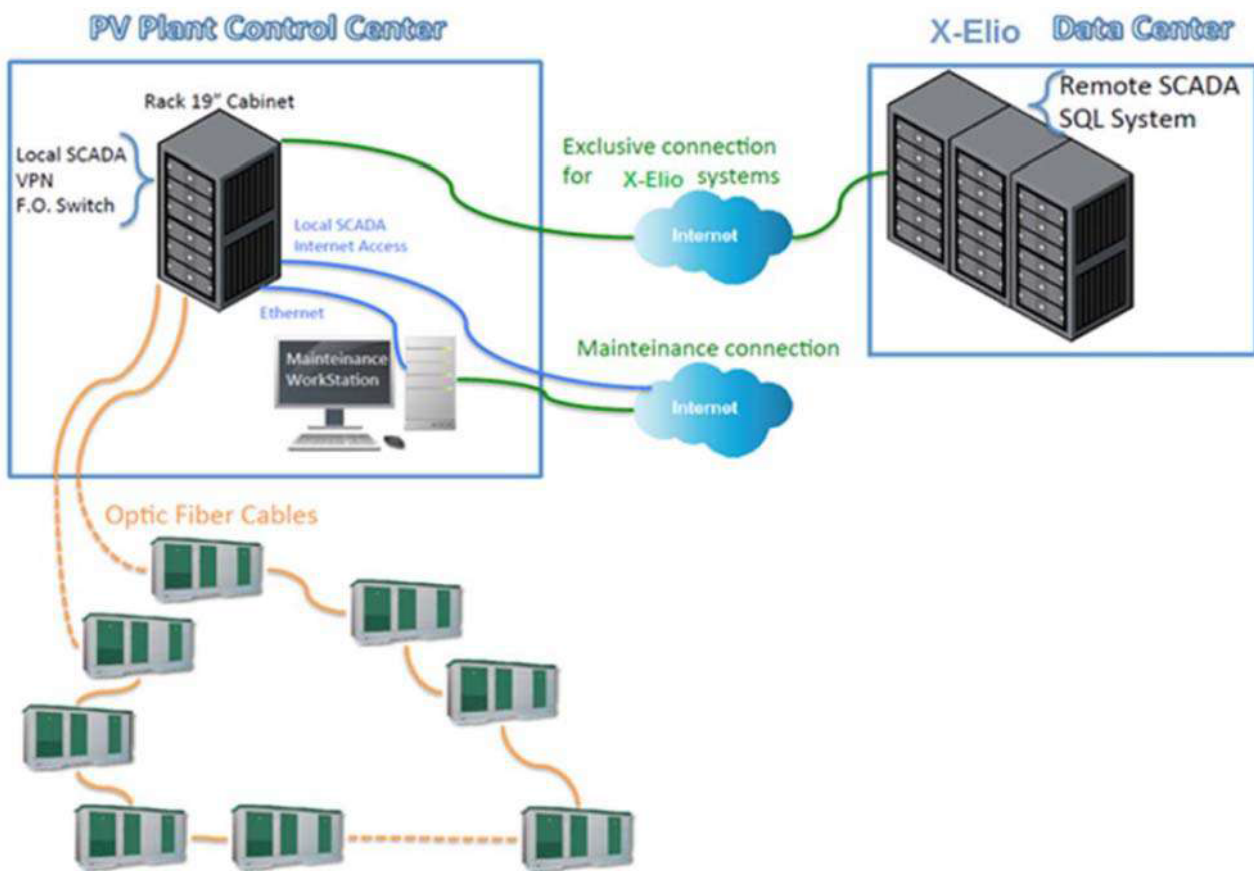 PV Plant Control Center
X-Elio Data Center
Rack 19" Cabinet
Local SCADA
VPN
F.O. Switch
Remote SCADA
SQL System
Exclusive connection
for X-Elio systems
Internet
Local SCADA
Internet Access
Ethernet
Mainteinance
WorkStation
Mainteinance connection
Internet
Optic Fiber Cables